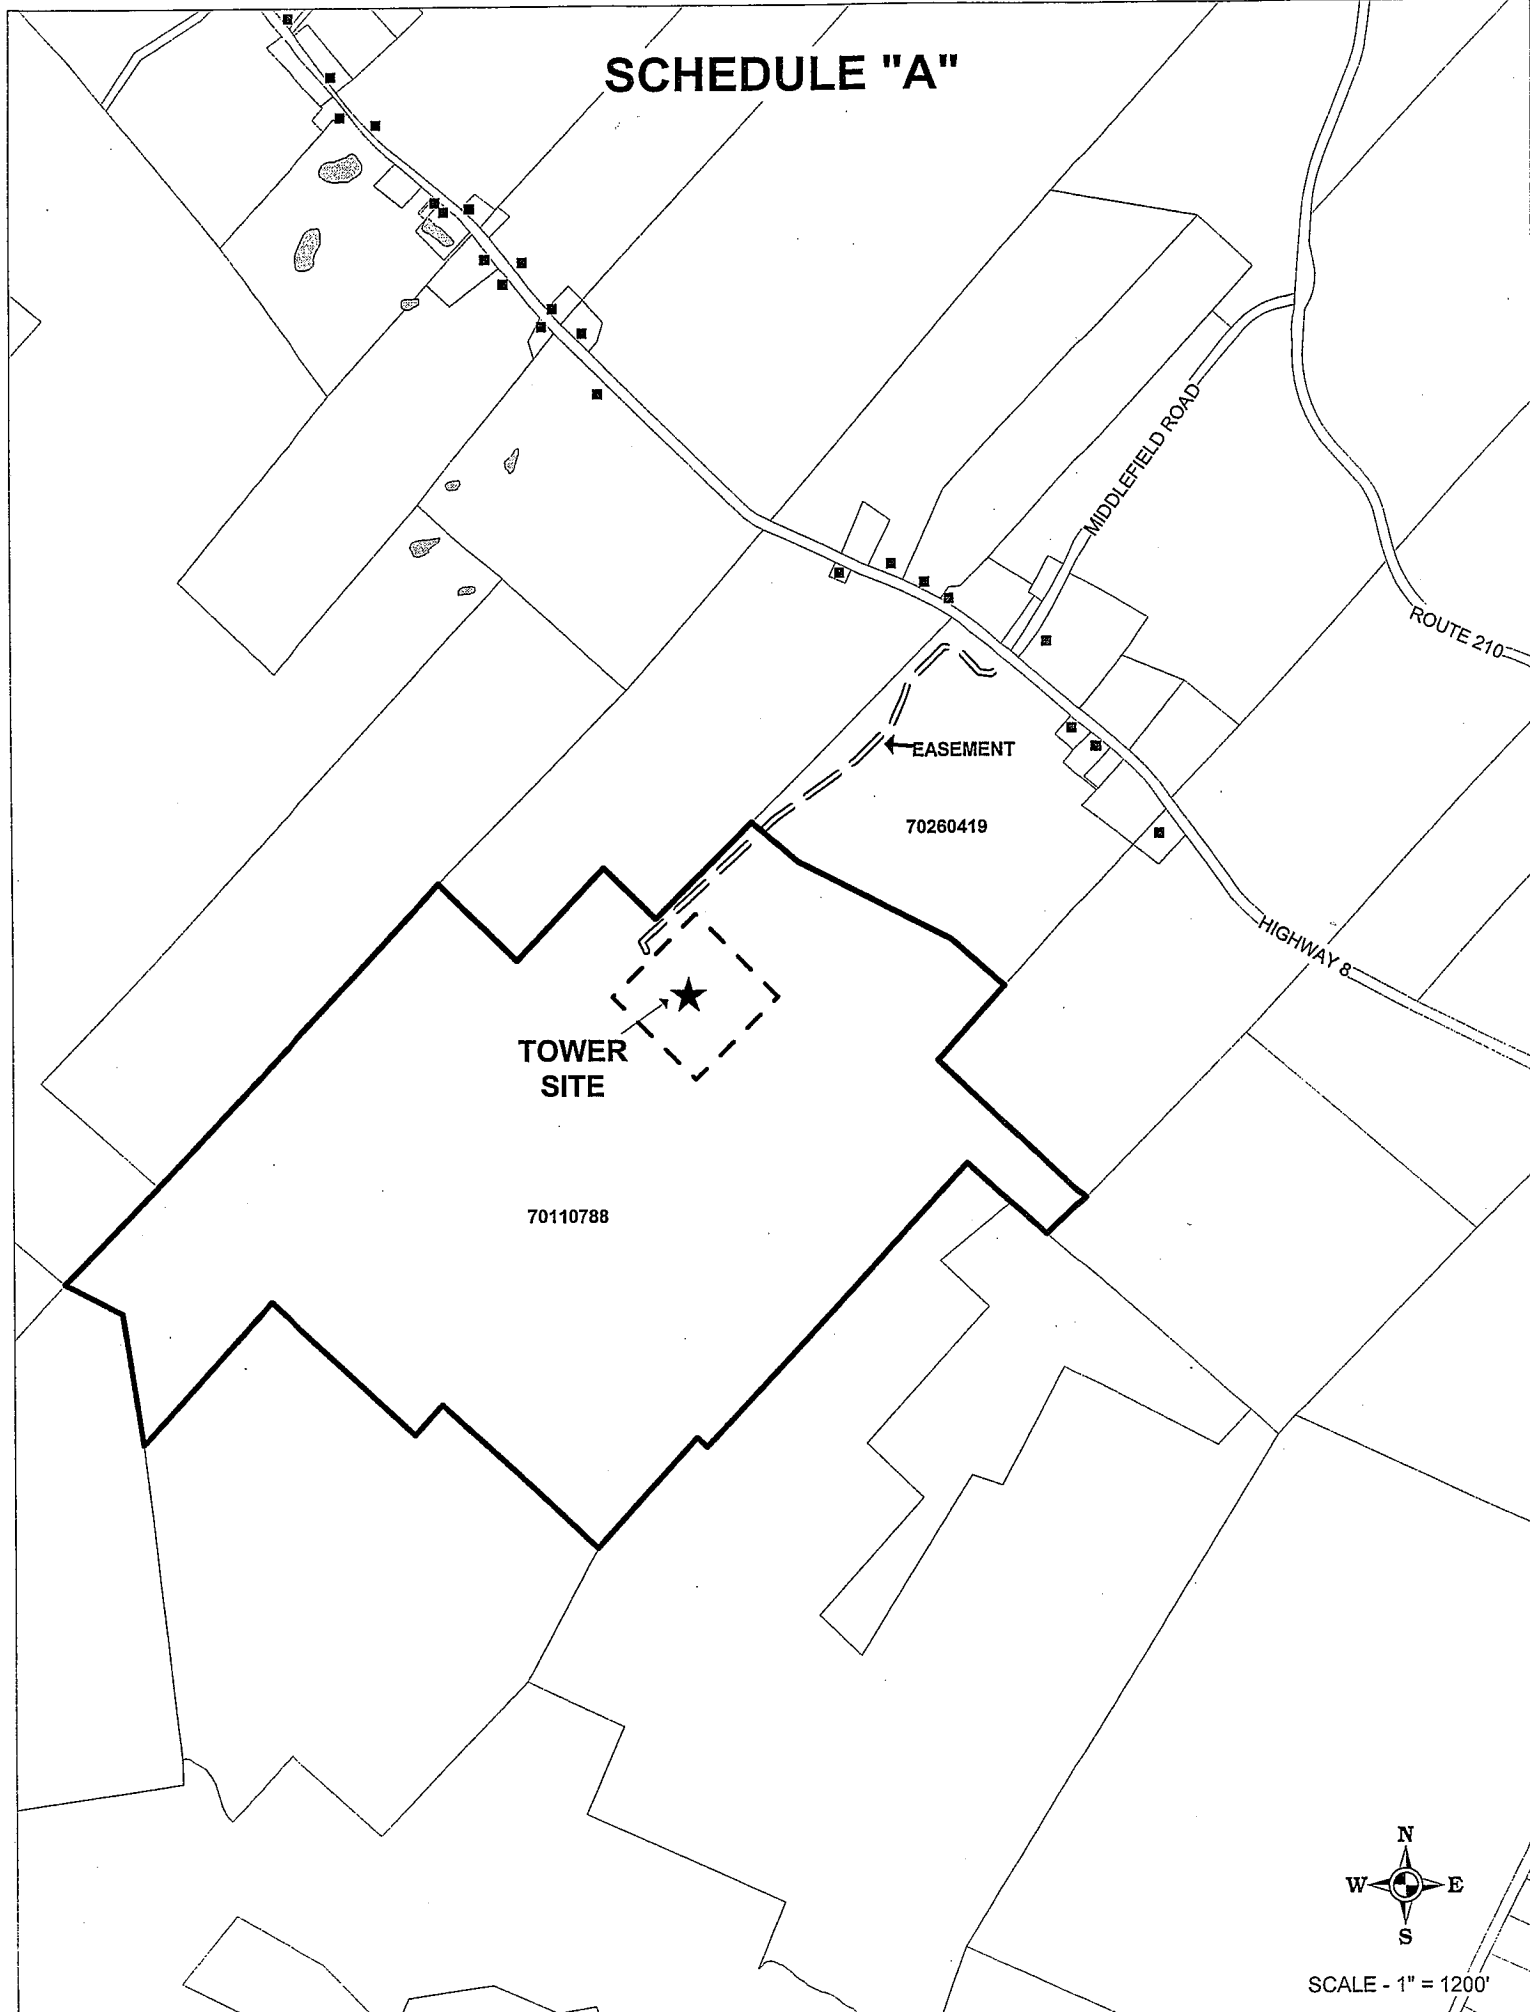 SCHEDULE "A"
MIDDLEFIELD ROAD
ROUTE 210
EASEMENT
70260419
HIGHWAY 8
TOWER
SITE
70110788
N
W E
S
SCALE - 1" = 1200'